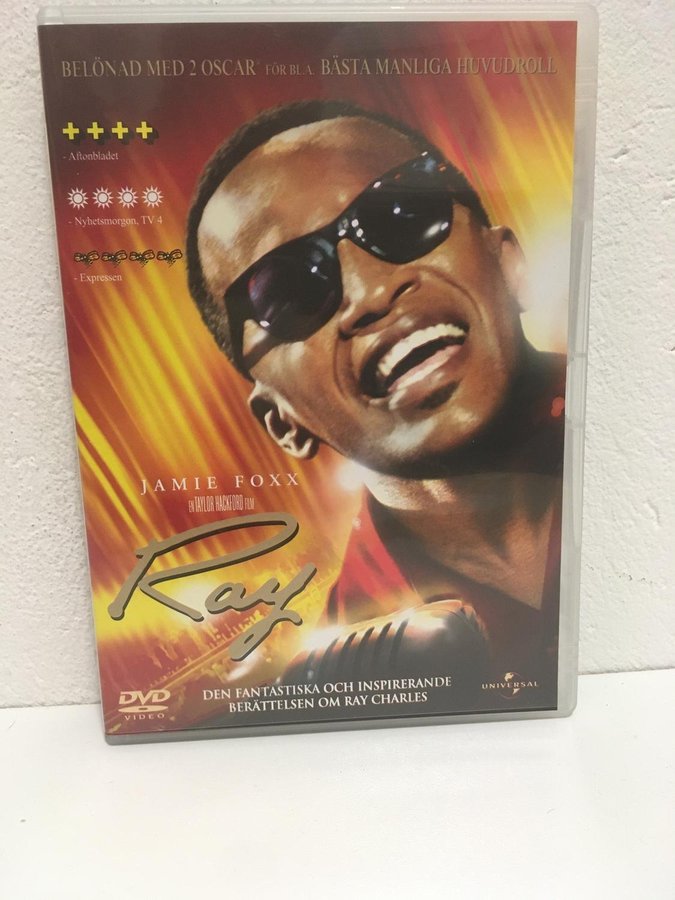 BELÖNAD MED 2 OSCAR® FÖR BL.A. BÄSTA MANLIGA HUVUDROLL
++++
- Aftonbladet
- Nyhetsmorgon, TV 4
- Expressen
JAMIE FOXX
EN TAYLOR HACKFORD FILM
Ray
DEN FANTASTISKA OCH INSPIRERANDE
BERÄTTELSEN OM RAY CHARLES
DVD
VIDEO
UNIVERSAL